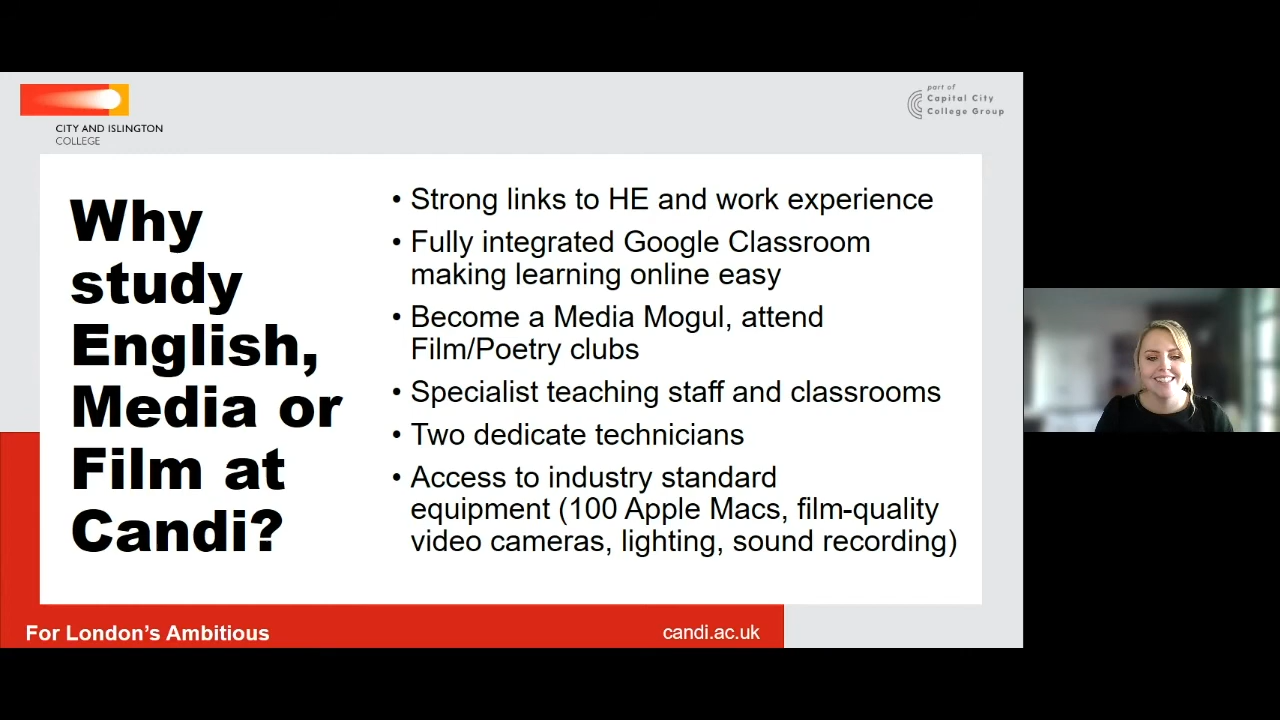 CITY AND ISLINGTON
COLLEGE
part of
Capital City
College Group
Why
study
English,
Media or
Film at
Candi?
• Strong links to HE and work experience
• Fully integrated Google Classroom
making learning online easy
• Become a Media Mogul, attend
Film/Poetry clubs
• Specialist teaching staff and classrooms
• Two dedicate technicians
• Access to industry standard
equipment (100 Apple Macs, film-quality
video cameras, lighting, sound recording)
For London's Ambitious
candi.ac.uk